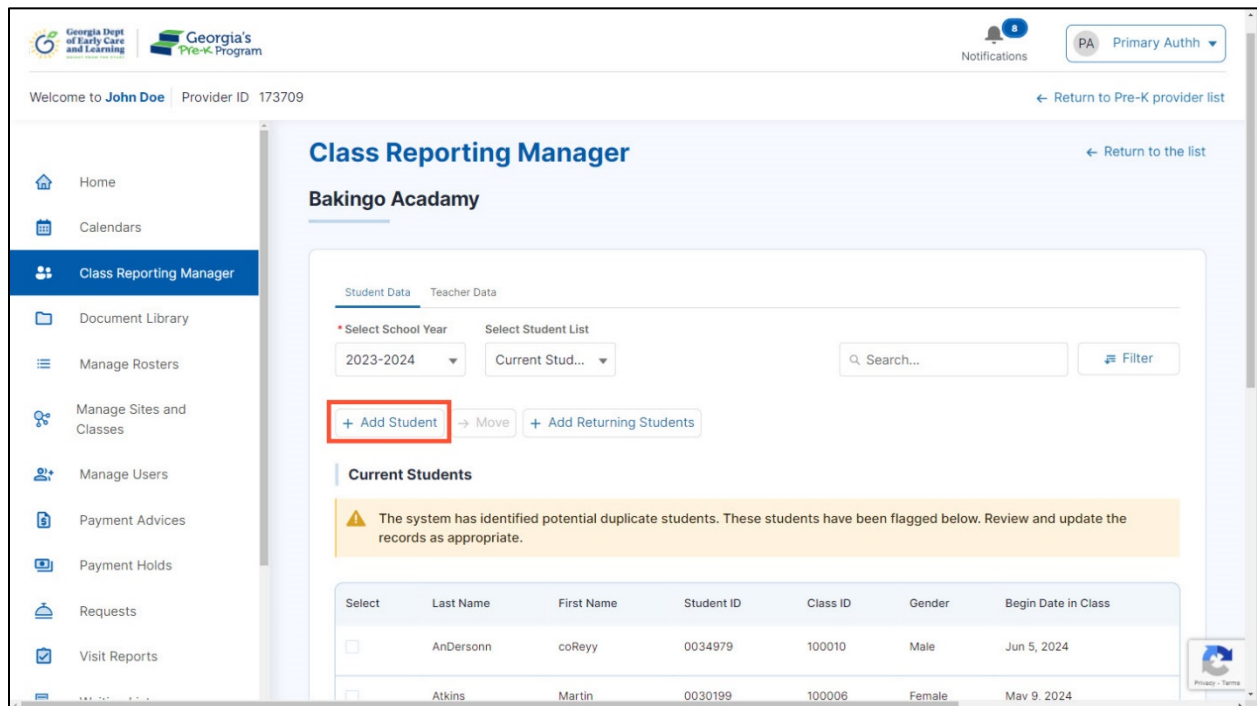 Georgia Dept
of Early Care
and Learning
Georgia's
Pre-K Program
8
Notifications
PA Primary Authh
Welcome to John Doe Provider ID 173709
← Return to Pre-K provider list
Home
Calendars
Class Reporting Manager
Document Library
Manage Rosters
Manage Sites and
Classes
Manage Users
Payment Advices
Payment Holds
Requests
Visit Reports
Class Reporting Manager
← Return to the list
Bakingo Acadamy
Student Data Teacher Data
* Select School Year Select Student List
2023-2024 Current Stud... Search... Filter
+ Add Student → Move + Add Returning Students
Current Students
The system has identified potential duplicate students. These students have been flagged below. Review and update the
records as appropriate.
Select Last Name First Name Student ID Class ID Gender Begin Date in Class
AnDersonn coReyy 0034979 100010 Male Jun 5, 2024
Atkins Martin 0030199 100006 Female May 9, 2024
Privacy - Terms